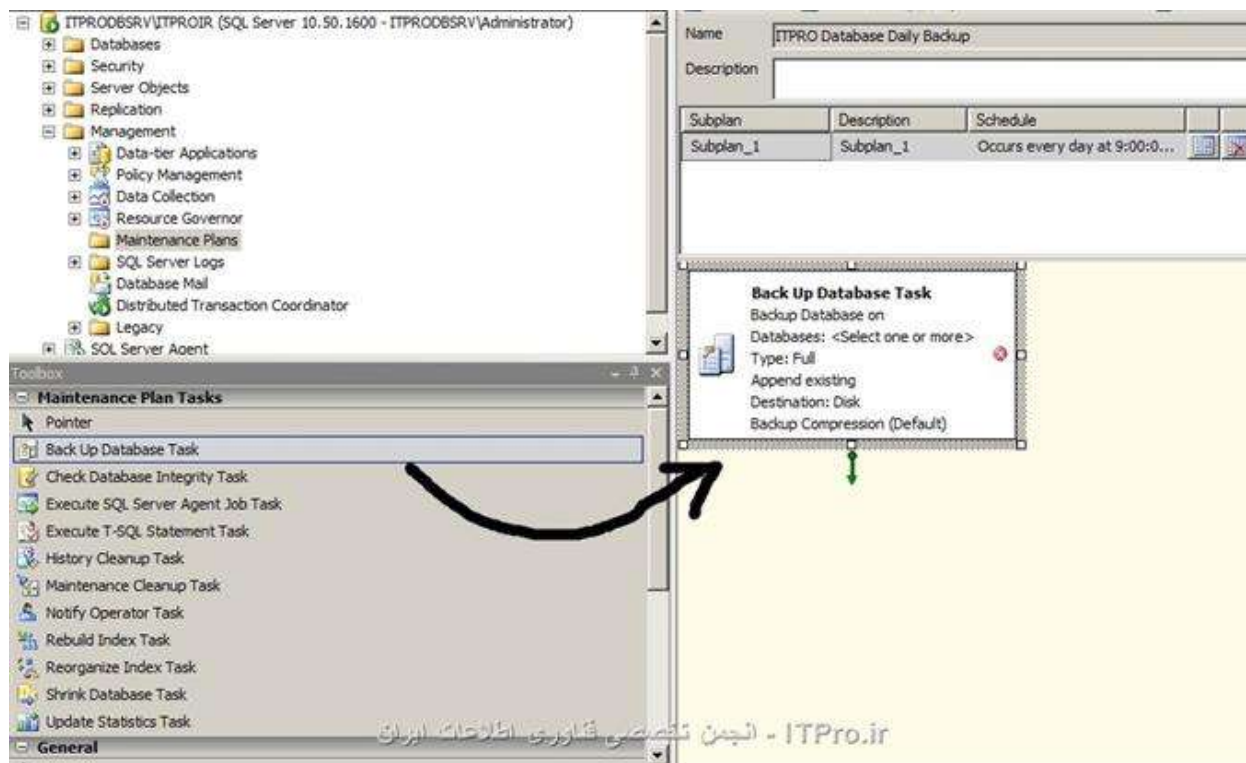 ITPRODBSRV\ITPROIR (SQL Server 10.50.1600 - ITPRODBSRV\Administrator)
Databases
Security
Server Objects
Replication
Management
Data-tier Applications
Policy Management
Data Collection
Resource Governor
Maintenance Plans
SQL Server Logs
Database Mail
Distributed Transaction Coordinator
Legacy
SQL Server Agent
Toolbox
Maintenance Plan Tasks
Pointer
Back Up Database Task
Check Database Integrity Task
Execute SQL Server Agent Job Task
Execute T-SQL Statement Task
History Cleanup Task
Maintenance Cleanup Task
Notify Operator Task
Rebuild Index Task
Reorganize Index Task
Shrink Database Task
Update Statistics Task
General
Name ITPRO Database Daily Backup
Description
Subplan Description Schedule
Subplan_1 Subplan_1 Occurs every day at 9:00:0...
Back Up Database Task
Backup Database on
Databases: <Select one or more>
Type: Full
Append existing
Destination: Disk
Backup Compression (Default)
ITPro.ir - انجمن تخصصی فناوری اطلاعات ایران